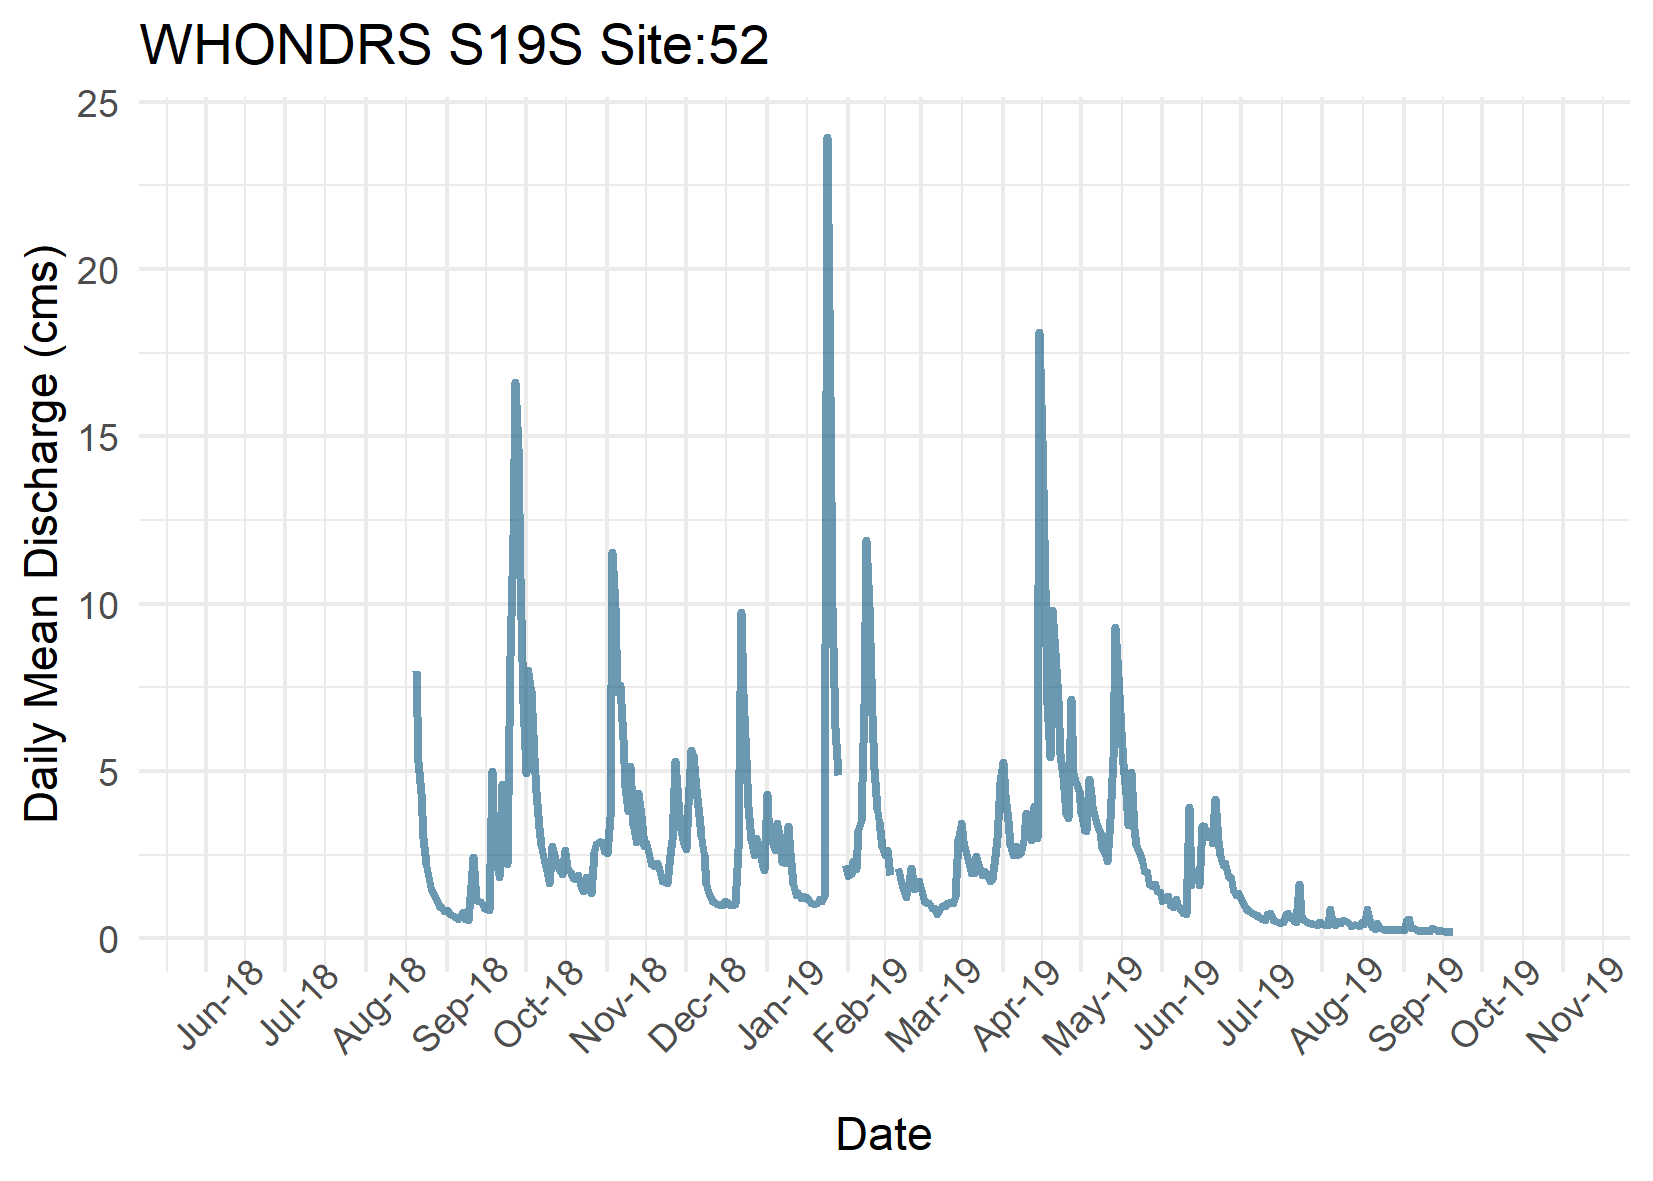 WHONDRS S19S Site:52
25
20
15
10
5
0
Daily Mean Discharge (cms)
Jun-18
Jul-18
Aug-18
Sep-18
Oct-18
Nov-18
Dec-18
Jan-19
Feb-19
Mar-19
Apr-19
May-19
Jun-19
Jul-19
Aug-19
Sep-19
Oct-19
Nov-19
Date